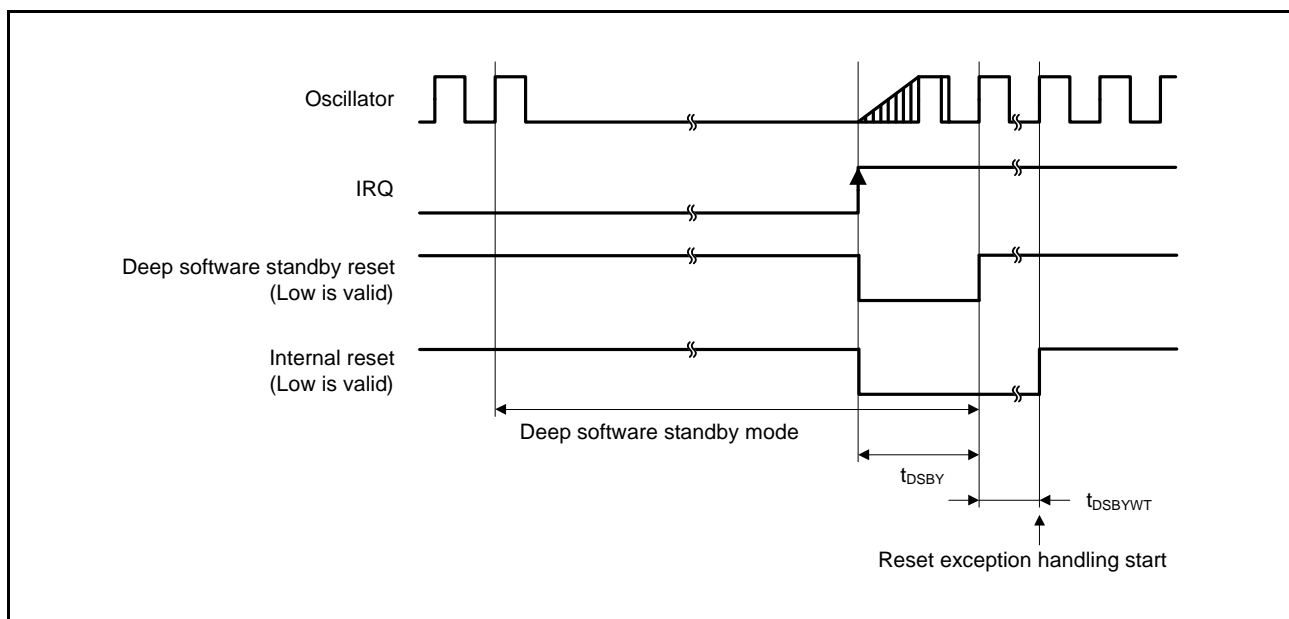 Oscillator
IRQ
Deep software standby reset
(Low is valid)
Internal reset
(Low is valid)
Deep software standby mode
tDSBY
tDSBYWT
Reset exception handling start